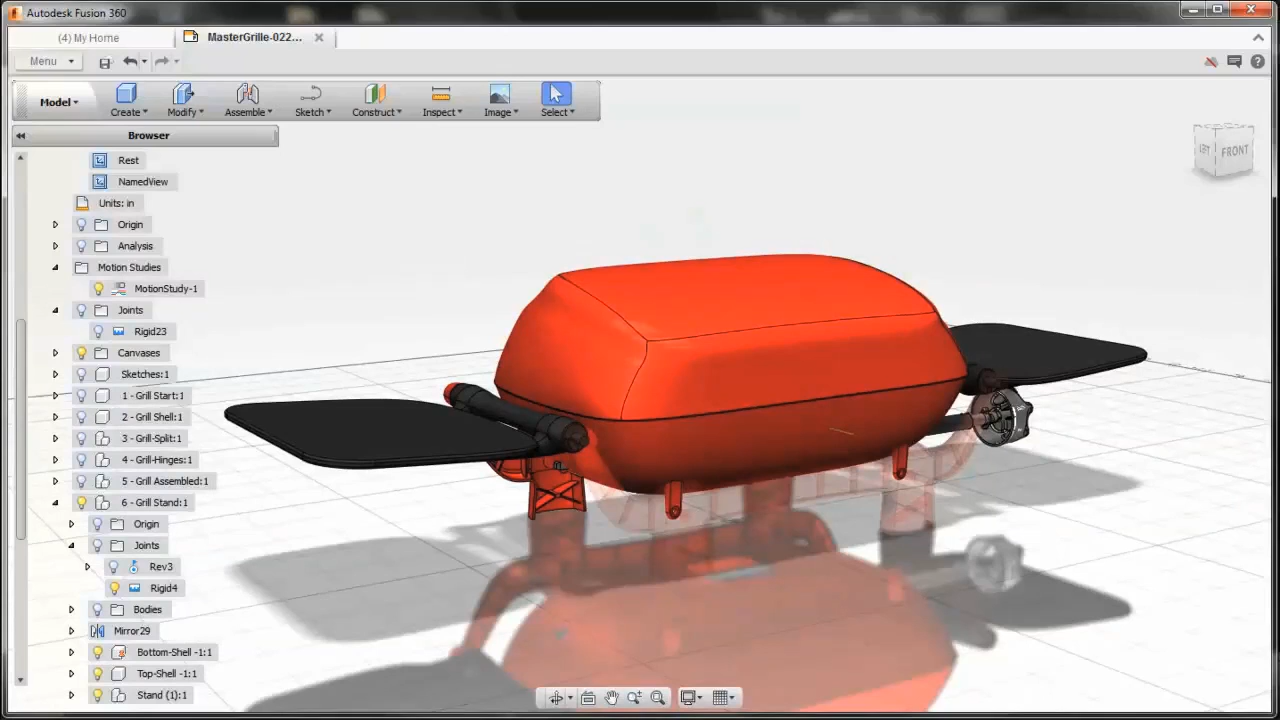 Autodesk Fusion 360
(4) My Home
MasterGrille-022...
Menu
Model
Create
Modify
Assemble
Sketch
Construct
Inspect
Image
Select
Browser
Rest
NamedView
Units: in
Origin
Analysis
Motion Studies
MotionStudy-1
Joints
Rigid23
Canvases
Sketches:1
1 - Grill Start:1
2 - Grill Shell:1
3 - Grill-Split:1
4 - Grill-Hinges:1
5 - Grill Assembled:1
6 - Grill Stand:1
Origin
Joints
Rev3
Rigid4
Bodies
Mirror29
Bottom-Shell -1:1
Top-Shell -1:1
Stand (1):1
LEFT
FRONT